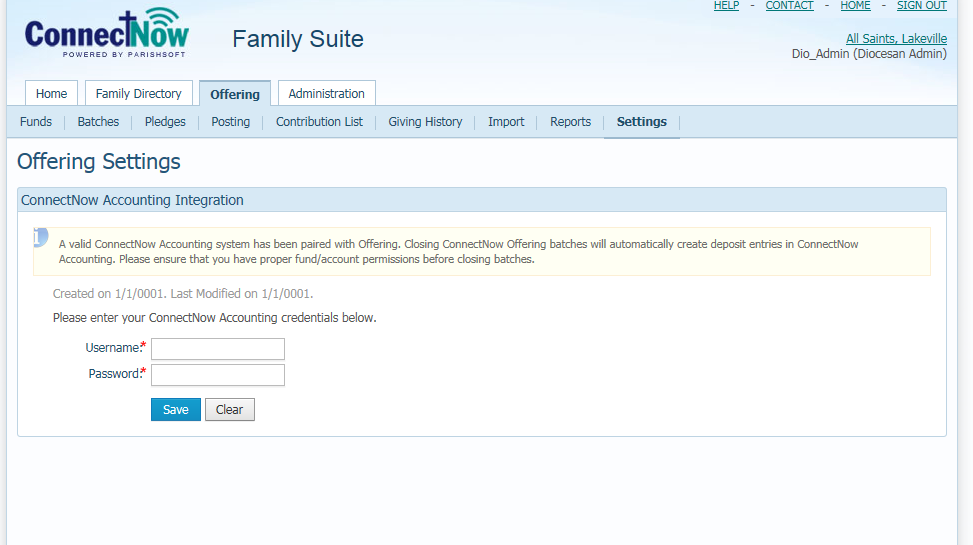 HELP - CONTACT - HOME - SIGN OUT
ConnectNow
POWERED BY PARISHSOFT
Family Suite
All Saints, Lakeville
Dio_Admin (Diocesan Admin)
Home Family Directory Offering Administration
Funds Batches Pledges Posting Contribution List Giving History Import Reports Settings
Offering Settings
ConnectNow Accounting Integration
i
A valid ConnectNow Accounting system has been paired with Offering. Closing ConnectNow Offering batches will automatically create deposit entries in ConnectNow
Accounting. Please ensure that you have proper fund/account permissions before closing batches.
Created on 1/1/0001. Last Modified on 1/1/0001.
Please enter your ConnectNow Accounting credentials below.
Username:*
Password:*
Save Clear